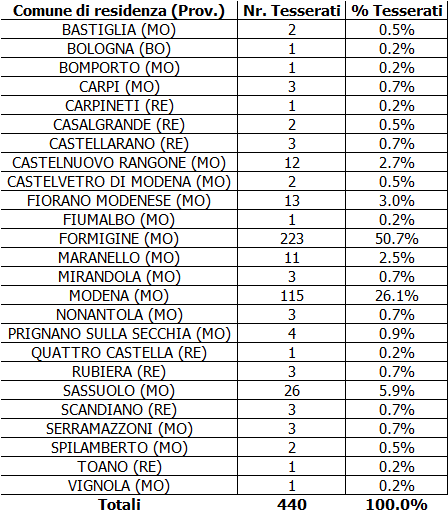 Comune di residenza (Prov.) Nr. Tesserati % Tesserati
BASTIGLIA (MO) 2 0.5%
BOLOGNA (BO) 1 0.2%
BOMPORTO (MO) 1 0.2%
CARPI (MO) 3 0.7%
CARPINETI (RE) 1 0.2%
CASALGRANDE (RE) 2 0.5%
CASTELLARANO (RE) 3 0.7%
CASTELNUOVO RANGONE (MO) 12 2.7%
CASTELVETRO DI MODENA (MO) 2 0.5%
FIORANO MODENESE (MO) 13 3.0%
FIUMALBO (MO) 1 0.2%
FORMIGINE (MO) 223 50.7%
MARANELLO (MO) 11 2.5%
MIRANDOLA (MO) 3 0.7%
MODENA (MO) 115 26.1%
NONANTOLA (MO) 3 0.7%
PRIGNANO SULLA SECCHIA (MO) 4 0.9%
QUATTRO CASTELLA (RE) 1 0.2%
RUBIERA (RE) 3 0.7%
SASSUOLO (MO) 26 5.9%
SCANDIANO (RE) 3 0.7%
SERRAMAZZONI (MO) 3 0.7%
SPILAMBERTO (MO) 2 0.5%
TOANO (RE) 1 0.2%
VIGNOLA (MO) 1 0.2%
Totali 440 100.0%